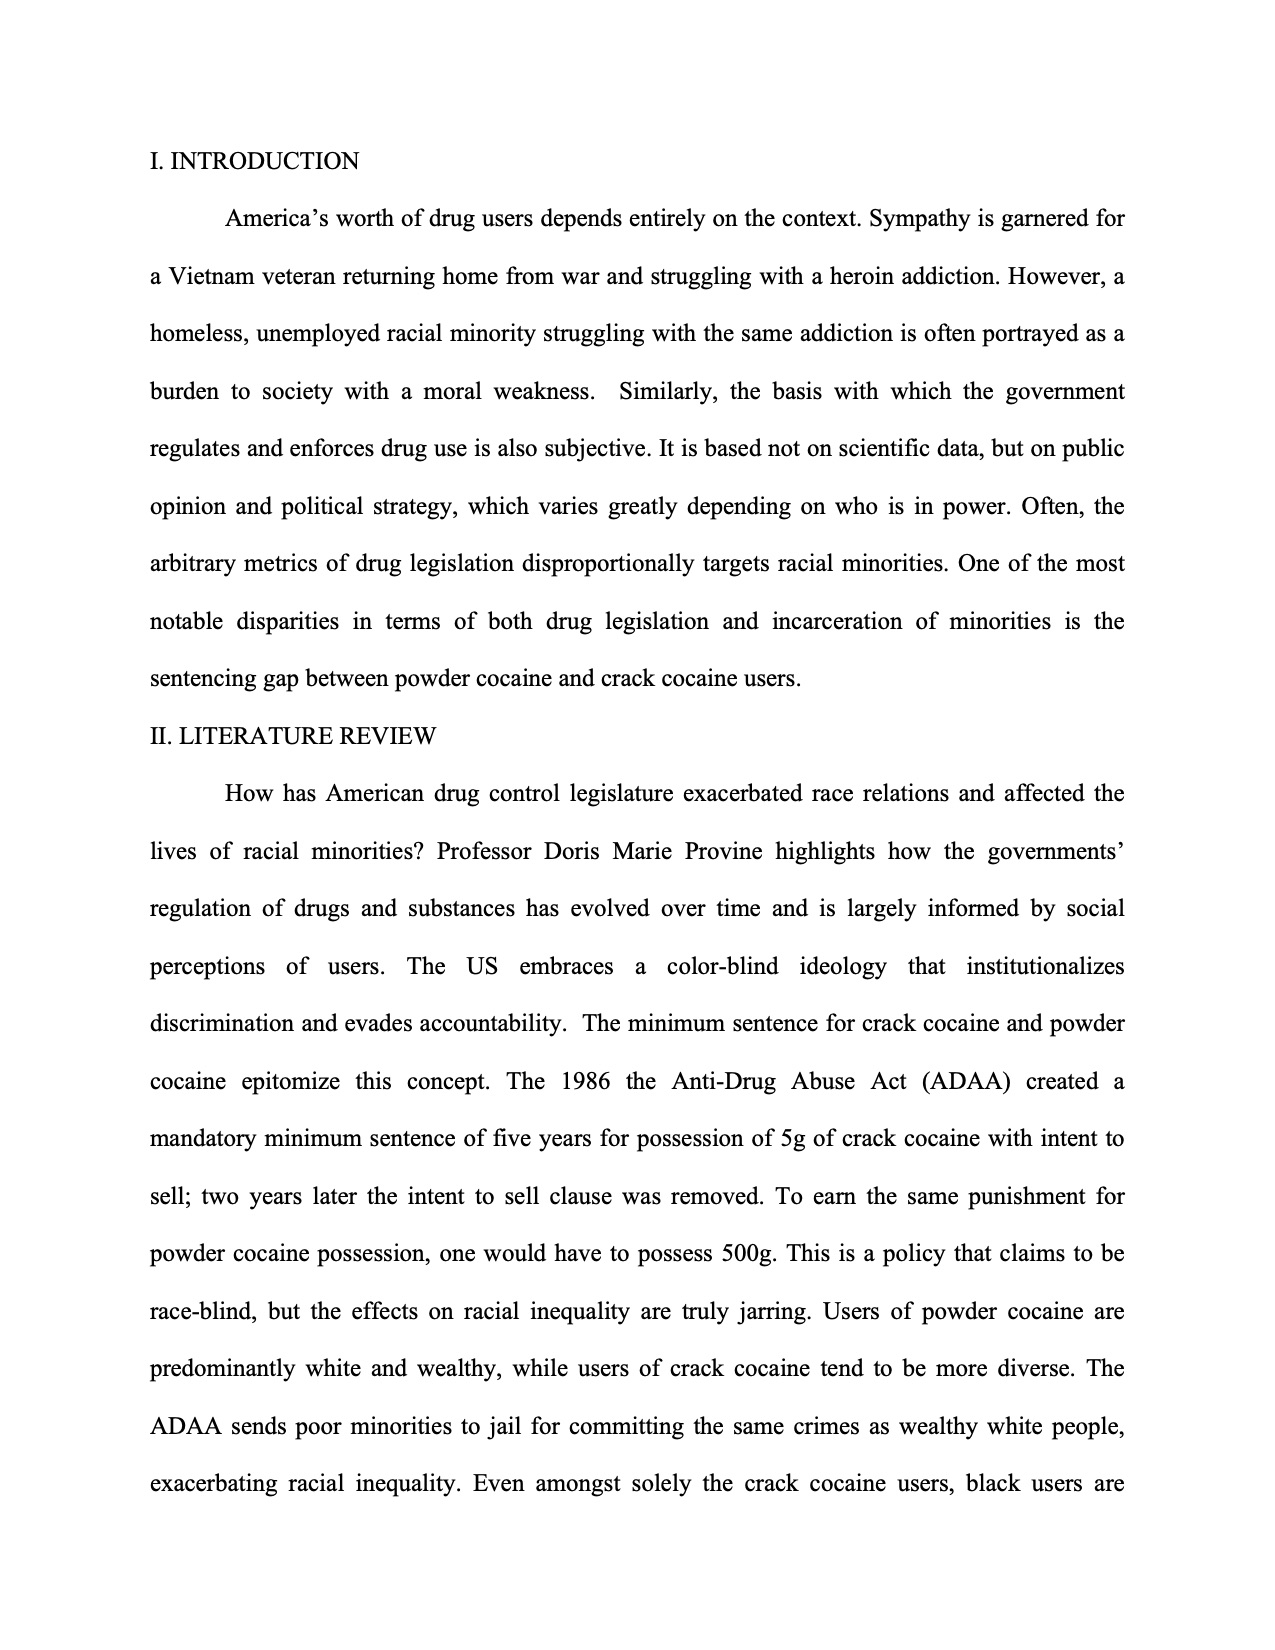 I. INTRODUCTION
America’s worth of drug users depends entirely on the context. Sympathy is garnered for
a Vietnam veteran returning home from war and struggling with a heroin addiction. However, a
homeless, unemployed racial minority struggling with the same addiction is often portrayed as a
burden to society with a moral weakness.  Similarly, the basis with which the government
regulates and enforces drug use is also subjective. It is based not on scientific data, but on public
opinion and political strategy, which varies greatly depending on who is in power. Often, the
arbitrary metrics of drug legislation disproportionally targets racial minorities. One of the most
notable disparities in terms of both drug legislation and incarceration of minorities is the
sentencing gap between powder cocaine and crack cocaine users.
II. LITERATURE REVIEW
How has American drug control legislature exacerbated race relations and affected the
lives of racial minorities? Professor Doris Marie Provine highlights how the governments’
regulation of drugs and substances has evolved over time and is largely informed by social
perceptions of users. The US embraces a color-blind ideology that institutionalizes
discrimination and evades accountability.  The minimum sentence for crack cocaine and powder
cocaine epitomize this concept. The 1986 the Anti-Drug Abuse Act (ADAA) created a
mandatory minimum sentence of five years for possession of 5g of crack cocaine with intent to
sell; two years later the intent to sell clause was removed. To earn the same punishment for
powder cocaine possession, one would have to possess 500g. This is a policy that claims to be
race-blind, but the effects on racial inequality are truly jarring. Users of powder cocaine are
predominantly white and wealthy, while users of crack cocaine tend to be more diverse. The
ADAA sends poor minorities to jail for committing the same crimes as wealthy white people,
exacerbating racial inequality. Even amongst solely the crack cocaine users, black users are